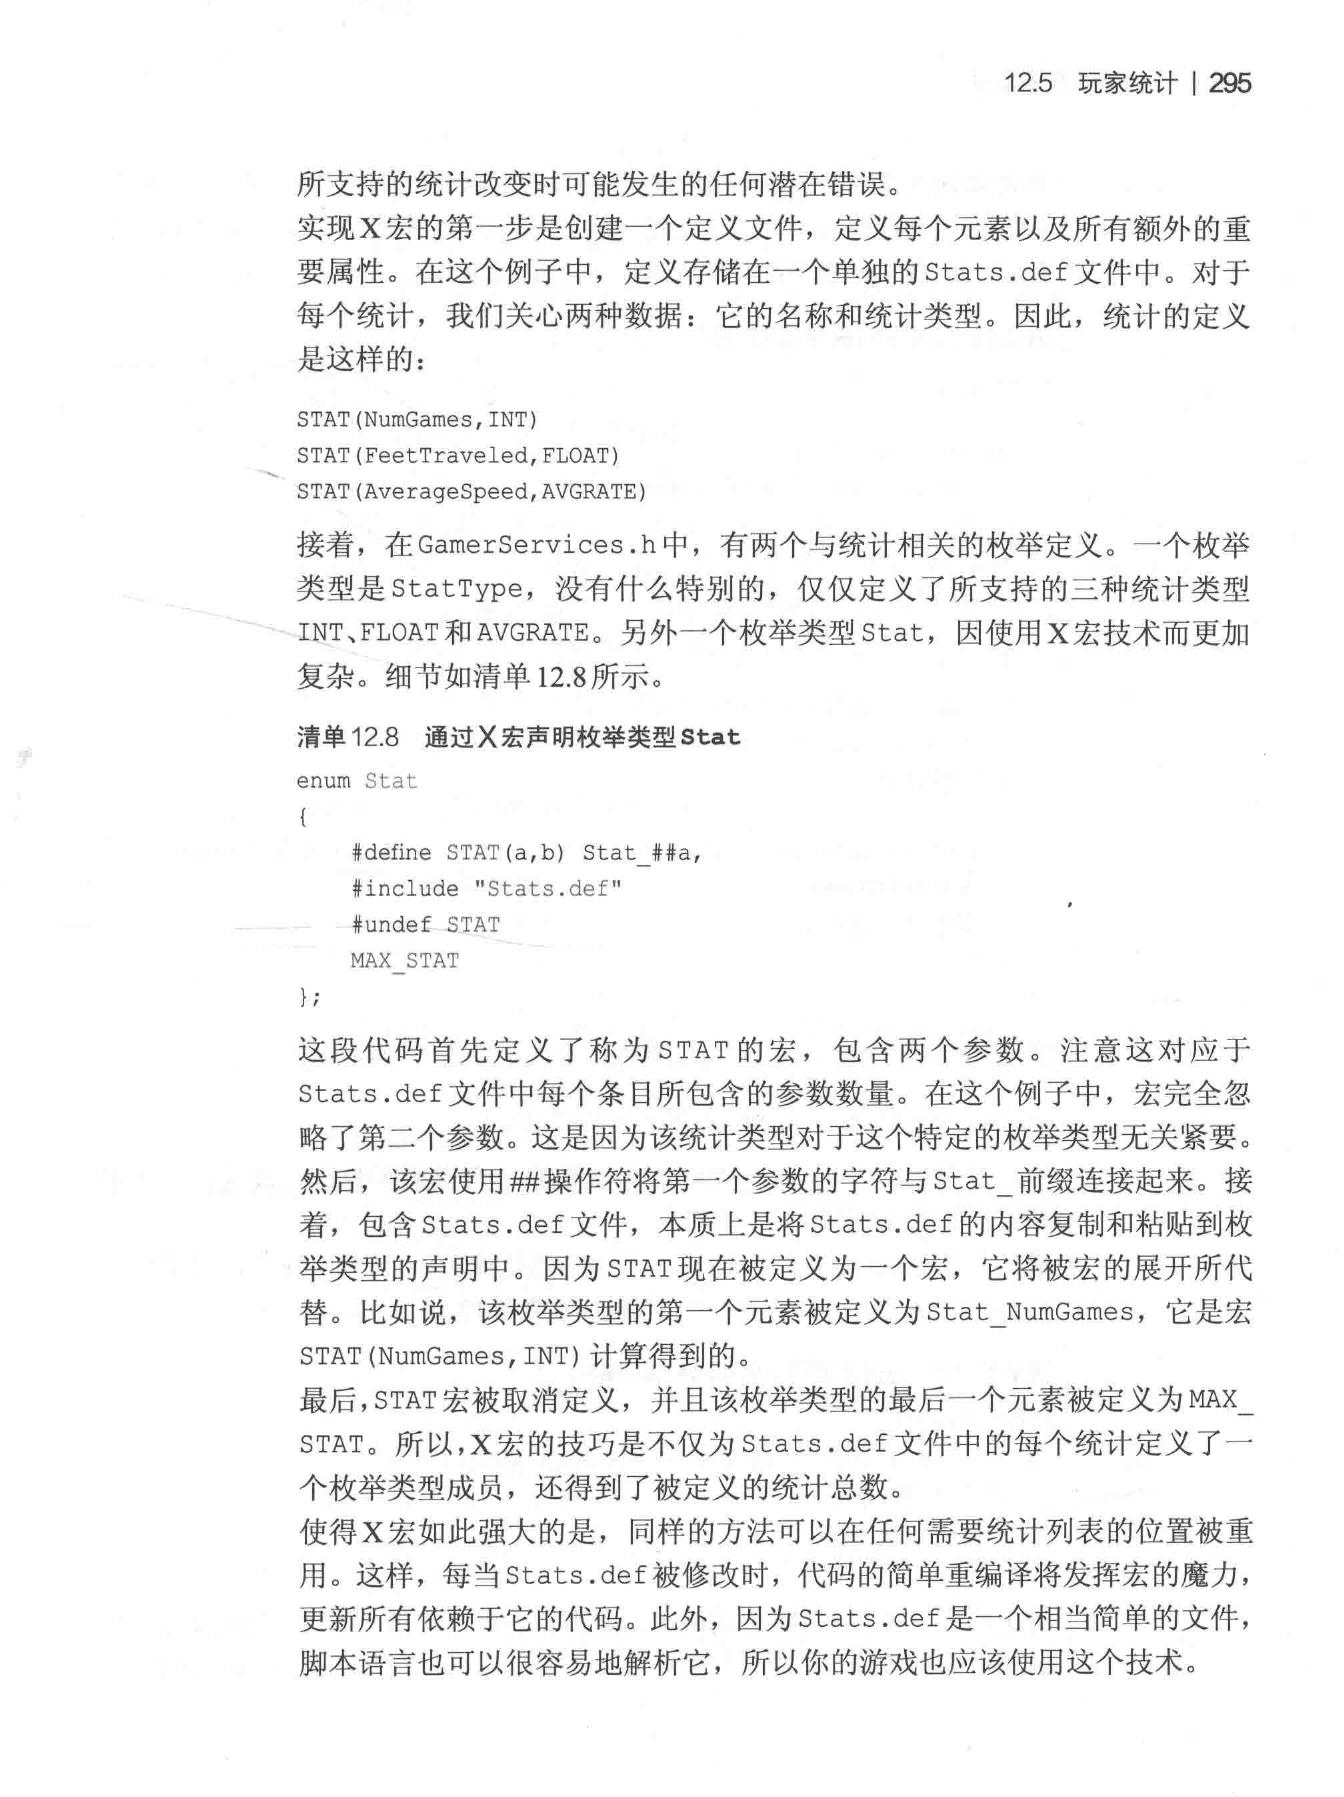 12.5 玩家统计 | 295
所支持的统计改变时可能发生的任何潜在错误。
实现X宏的第一步是创建一个定义文件，定义每个元素以及所有额外的重
要属性。在这个例子中，定义存储在一个单独的Stats.def文件中。对于
每个统计，我们关心两种数据：它的名称和统计类型。因此，统计的定义
是这样的：
STAT(NumGames,INT)
STAT(FeetTraveled,FLOAT)
STAT(AverageSpeed,AVGRATE)
接着，在GamerServices.h中，有两个与统计相关的枚举定义。一个枚举
类型是StatType，没有什么特别的，仅仅定义了所支持的三种统计类型
INT、FLOAT和AVGRATE。另外一个枚举类型Stat，因使用X宏技术而更加
复杂。细节如清单12.8所示。
清单12.8 通过X宏声明枚举类型Stat
enum Stat
{
#define STAT(a,b) Stat_##a,
#include "Stats.def"
#undef STAT
MAX_STAT
};
这段代码首先定义了称为STAT的宏，包含两个参数。注意这对应于
Stats.def文件中每个条目所包含的参数数量。在这个例子中，宏完全忽
略了第二个参数。这是因为该统计类型对于这个特定的枚举类型无关紧要。
然后，该宏使用##操作符将第一个参数的字符与Stat_前缀连接起来。接
着，包含Stats.def文件，本质上是将Stats.def的内容复制和粘贴到枚
举类型的声明中。因为STAT现在被定义为一个宏，它将被宏的展开所代
替。比如说，该枚举类型的第一个元素被定义为Stat_NumGames，它是宏
STAT(NumGames,INT)计算得到的。
最后，STAT宏被取消定义，并且该枚举类型的最后一个元素被定义为MAX_
STAT。所以，X宏的技巧是不仅为Stats.def文件中的每个统计定义了一
个枚举类型成员，还得到了被定义的统计总数。
使得X宏如此强大的是，同样的方法可以在任何需要统计列表的位置被重
用。这样，每当Stats.def被修改时，代码的简单重编译将发挥宏的魔力，
更新所有依赖于它的代码。此外，因为Stats.def是一个相当简单的文件，
脚本语言也可以很容易地解析它，所以你的游戏也应该使用这个技术。